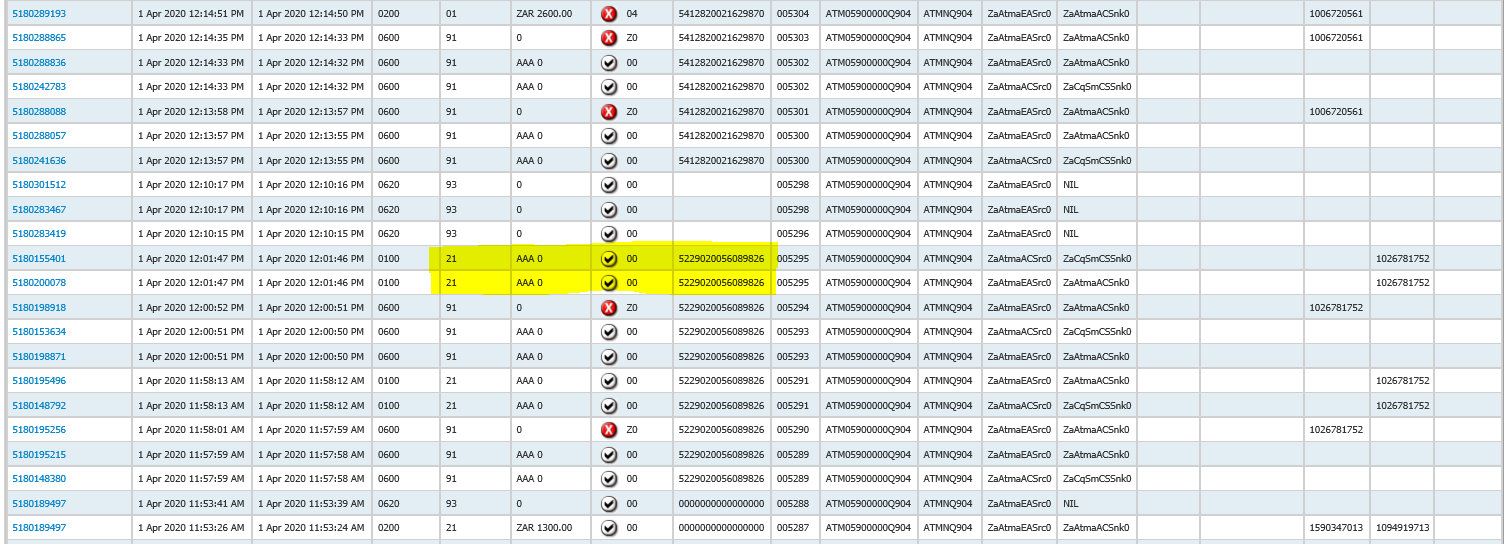 5180289193 1 Apr 2020 12:14:51 PM 1 Apr 2020 12:14:50 PM 0200 01 ZAR 2600.00 X 04 5412820021629870 005304 ATM05900000Q904 ATMNQ904 ZaAtmaEASrc0 ZaAtmaACSnk0 1006720561
5180288865 1 Apr 2020 12:14:35 PM 1 Apr 2020 12:14:33 PM 0600 91 0 X Z0 5412820021629870 005303 ATM05900000Q904 ATMNQ904 ZaAtmaEASrc0 ZaAtmaACSnk0 1006720561
5180288836 1 Apr 2020 12:14:33 PM 1 Apr 2020 12:14:32 PM 0600 91 AAA 0 00 5412820021629870 005302 ATM05900000Q904 ATMNQ904 ZaAtmaEASrc0 ZaAtmaACSnk0
5180242783 1 Apr 2020 12:14:33 PM 1 Apr 2020 12:14:32 PM 0600 91 AAA 0 00 5412820021629870 005302 ATM05900000Q904 ATMNQ904 ZaAtmaACSrc0 ZaCqSmCSSnk0
5180288088 1 Apr 2020 12:13:58 PM 1 Apr 2020 12:13:57 PM 0600 91 0 X Z0 5412820021629870 005301 ATM05900000Q904 ATMNQ904 ZaAtmaEASrc0 ZaAtmaACSnk0 1006720561
5180288057 1 Apr 2020 12:13:57 PM 1 Apr 2020 12:13:55 PM 0600 91 AAA 0 00 5412820021629870 005300 ATM05900000Q904 ATMNQ904 ZaAtmaEASrc0 ZaAtmaACSnk0
5180241636 1 Apr 2020 12:13:57 PM 1 Apr 2020 12:13:55 PM 0600 91 AAA 0 00 5412820021629870 005300 ATM05900000Q904 ATMNQ904 ZaAtmaACSrc0 ZaCqSmCSSnk0
5180301512 1 Apr 2020 12:10:17 PM 1 Apr 2020 12:10:16 PM 0620 93 0 00 005298 ATM05900000Q904 ATMNQ904 ZaAtmaEASrc0 NIL
5180283467 1 Apr 2020 12:10:17 PM 1 Apr 2020 12:10:16 PM 0620 93 0 00 005298 ATM05900000Q904 ATMNQ904 ZaAtmaEASrc0 NIL
5180283419 1 Apr 2020 12:10:15 PM 1 Apr 2020 12:10:15 PM 0620 93 0 00 005296 ATM05900000Q904 ATMNQ904 ZaAtmaEASrc0 NIL
5180155401 1 Apr 2020 12:01:47 PM 1 Apr 2020 12:01:46 PM 0100 21 AAA 0 00 5229020056089826 005295 ATM05900000Q904 ATMNQ904 ZaAtmaACSrc0 ZaCqSmCSSnk0 1026781752
5180200078 1 Apr 2020 12:01:47 PM 1 Apr 2020 12:01:46 PM 0100 21 AAA 0 00 5229020056089826 005295 ATM05900000Q904 ATMNQ904 ZaAtmaEASrc0 ZaAtmaACSnk0 1026781752
5180198918 1 Apr 2020 12:00:52 PM 1 Apr 2020 12:00:51 PM 0600 91 0 X Z0 5229020056089826 005294 ATM05900000Q904 ATMNQ904 ZaAtmaEASrc0 ZaAtmaACSnk0 1026781752
5180153634 1 Apr 2020 12:00:51 PM 1 Apr 2020 12:00:50 PM 0600 91 AAA 0 00 5229020056089826 005293 ATM05900000Q904 ATMNQ904 ZaAtmaACSrc0 ZaCqSmCSSnk0
5180198871 1 Apr 2020 12:00:51 PM 1 Apr 2020 12:00:50 PM 0600 91 AAA 0 00 5229020056089826 005293 ATM05900000Q904 ATMNQ904 ZaAtmaEASrc0 ZaAtmaACSnk0
5180195496 1 Apr 2020 11:58:13 AM 1 Apr 2020 11:58:12 AM 0100 21 AAA 0 00 5229020056089826 005291 ATM05900000Q904 ATMNQ904 ZaAtmaEASrc0 ZaAtmaACSnk0 1026781752
5180148792 1 Apr 2020 11:58:13 AM 1 Apr 2020 11:58:12 AM 0100 21 AAA 0 00 5229020056089826 005291 ATM05900000Q904 ATMNQ904 ZaAtmaACSrc0 ZaCqSmCSSnk0 1026781752
5180195256 1 Apr 2020 11:58:01 AM 1 Apr 2020 11:57:59 AM 0600 91 0 X Z0 5229020056089826 005290 ATM05900000Q904 ATMNQ904 ZaAtmaEASrc0 ZaAtmaACSnk0 1026781752
5180195215 1 Apr 2020 11:57:59 AM 1 Apr 2020 11:57:58 AM 0600 91 AAA 0 00 5229020056089826 005289 ATM05900000Q904 ATMNQ904 ZaAtmaEASrc0 ZaAtmaACSnk0
5180148380 1 Apr 2020 11:57:59 AM 1 Apr 2020 11:57:58 AM 0600 91 AAA 0 00 5229020056089826 005289 ATM05900000Q904 ATMNQ904 ZaAtmaACSrc0 ZaCqSmCSSnk0
5180189497 1 Apr 2020 11:53:41 AM 1 Apr 2020 11:53:39 AM 0620 93 0 00 0000000000000000 005288 ATM05900000Q904 ATMNQ904 ZaAtmaEASrc0 NIL
5180189497 1 Apr 2020 11:53:26 AM 1 Apr 2020 11:53:24 AM 0200 21 ZAR 1300.00 00 0000000000000000 005287 ATM05900000Q904 ATMNQ904 ZaAtmaEASrc0 ZaAtmaACSnk0 1590347013 1094919713